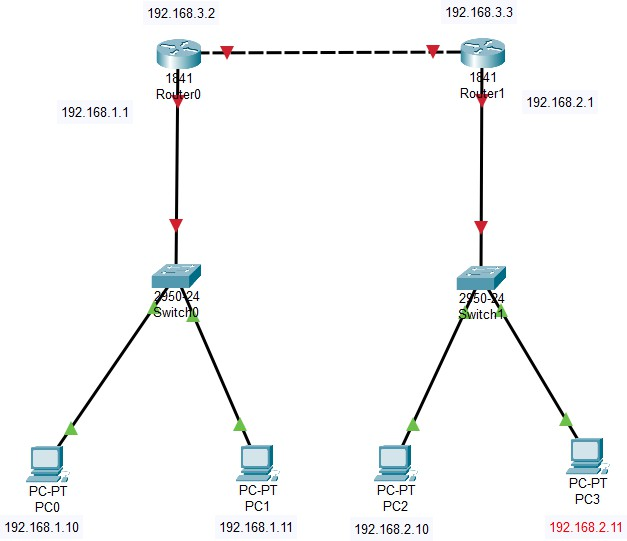 192.168.3.2
192.168.3.3
1841
Router0
1841
Router1
192.168.1.1
192.168.2.1
2950-24
Switch0
2950-24
Switch1
PC-PT
PC0
PC-PT
PC1
PC-PT
PC2
PC-PT
PC3
192.168.1.10
192.168.1.11
192.168.2.10
192.168.2.11